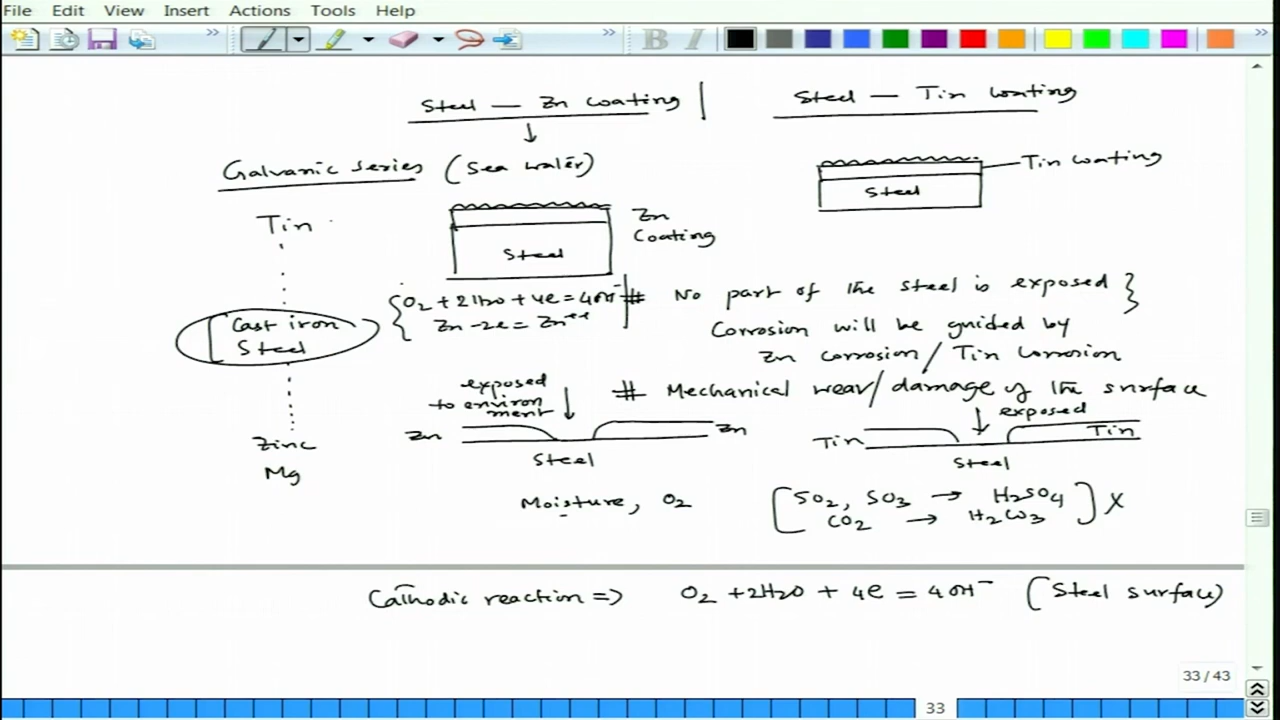 File Edit View Insert Actions Tools Help
B I
Steel — Zn coating | Steel — Tin coating
Galvanic series (Sea water)
Tin
Cast iron
Steel
Zinc
Mg
Zn
Coating
Steel
Tin coating
Steel
O2 + 2H2O + 4e = 4OH-
Zn - 2e = Zn++
# No part of the steel is exposed
Corrosion will be guided by
Zn corrosion / Tin corrosion
# Mechanical wear/ damage of the surface
exposed
to environ
ment
Zn Zn
Steel
exposed
Tin Tin
Steel
Moisture, O2
[SO2, SO3 → H2SO4
CO2 → H2CO3] X
Cathodic reaction => O2 + 2H2O + 4e = 4OH- (Steel surface)
33 / 43
33